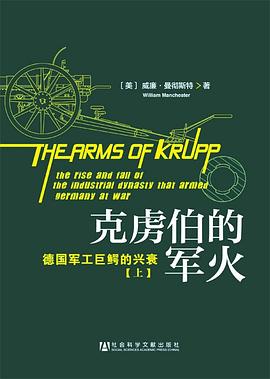 ［美］威廉·曼彻斯特＞著
William Manchester
THE ARMS OF KRUPP
the rise and fall of
the industrial dynasty that armed
germany at war
克虏伯的
军火
德国军工巨鳄的兴衰
【上】
社会科学文献出版社
SOCIAL SCIENCES ACADEMIC PRESS (CHINA)